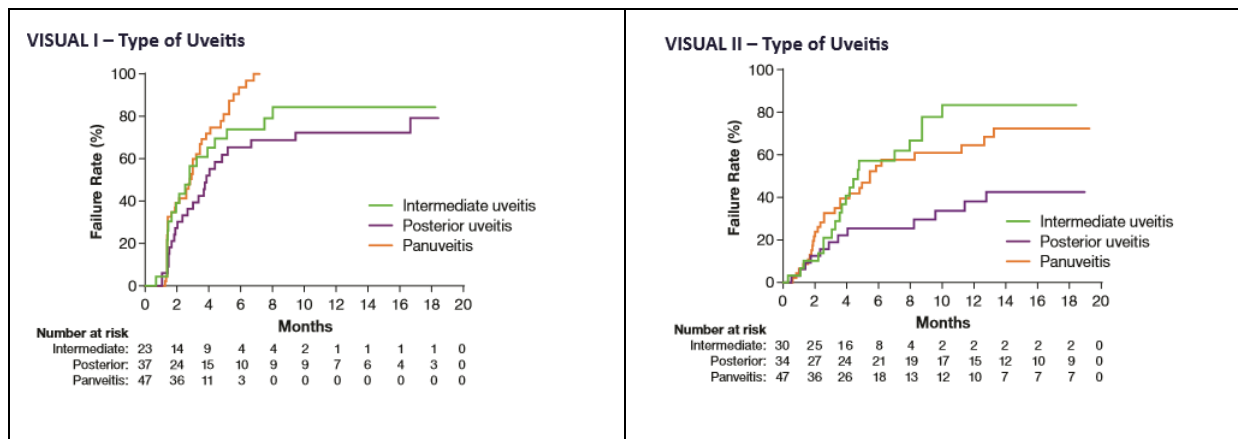 VISUAL I – Type of Uveitis
100
80
60
40
20
0
Failure Rate (%)
Intermediate uveitis
Posterior uveitis
Panuveitis
0 2 4 6 8 10 12 14 16 18 20
Months
Number at risk
Intermediate: 23 14 9 4 4 2 1 1 1 1 0
Posterior: 37 24 15 10 9 9 7 6 4 3 0
Panveitis: 47 36 11 3 0 0 0 0 0 0 0
VISUAL II – Type of Uveitis
100
80
60
40
20
0
Failure Rate (%)
Intermediate uveitis
Posterior uveitis
Panuveitis
0 2 4 6 8 10 12 14 16 18 20
Months
Number at risk
Intermediate: 30 25 16 8 4 2 2 2 2 2 0
Posterior: 34 27 24 21 19 17 15 12 10 9 0
Panveitis: 47 36 26 18 13 12 10 7 7 7 0